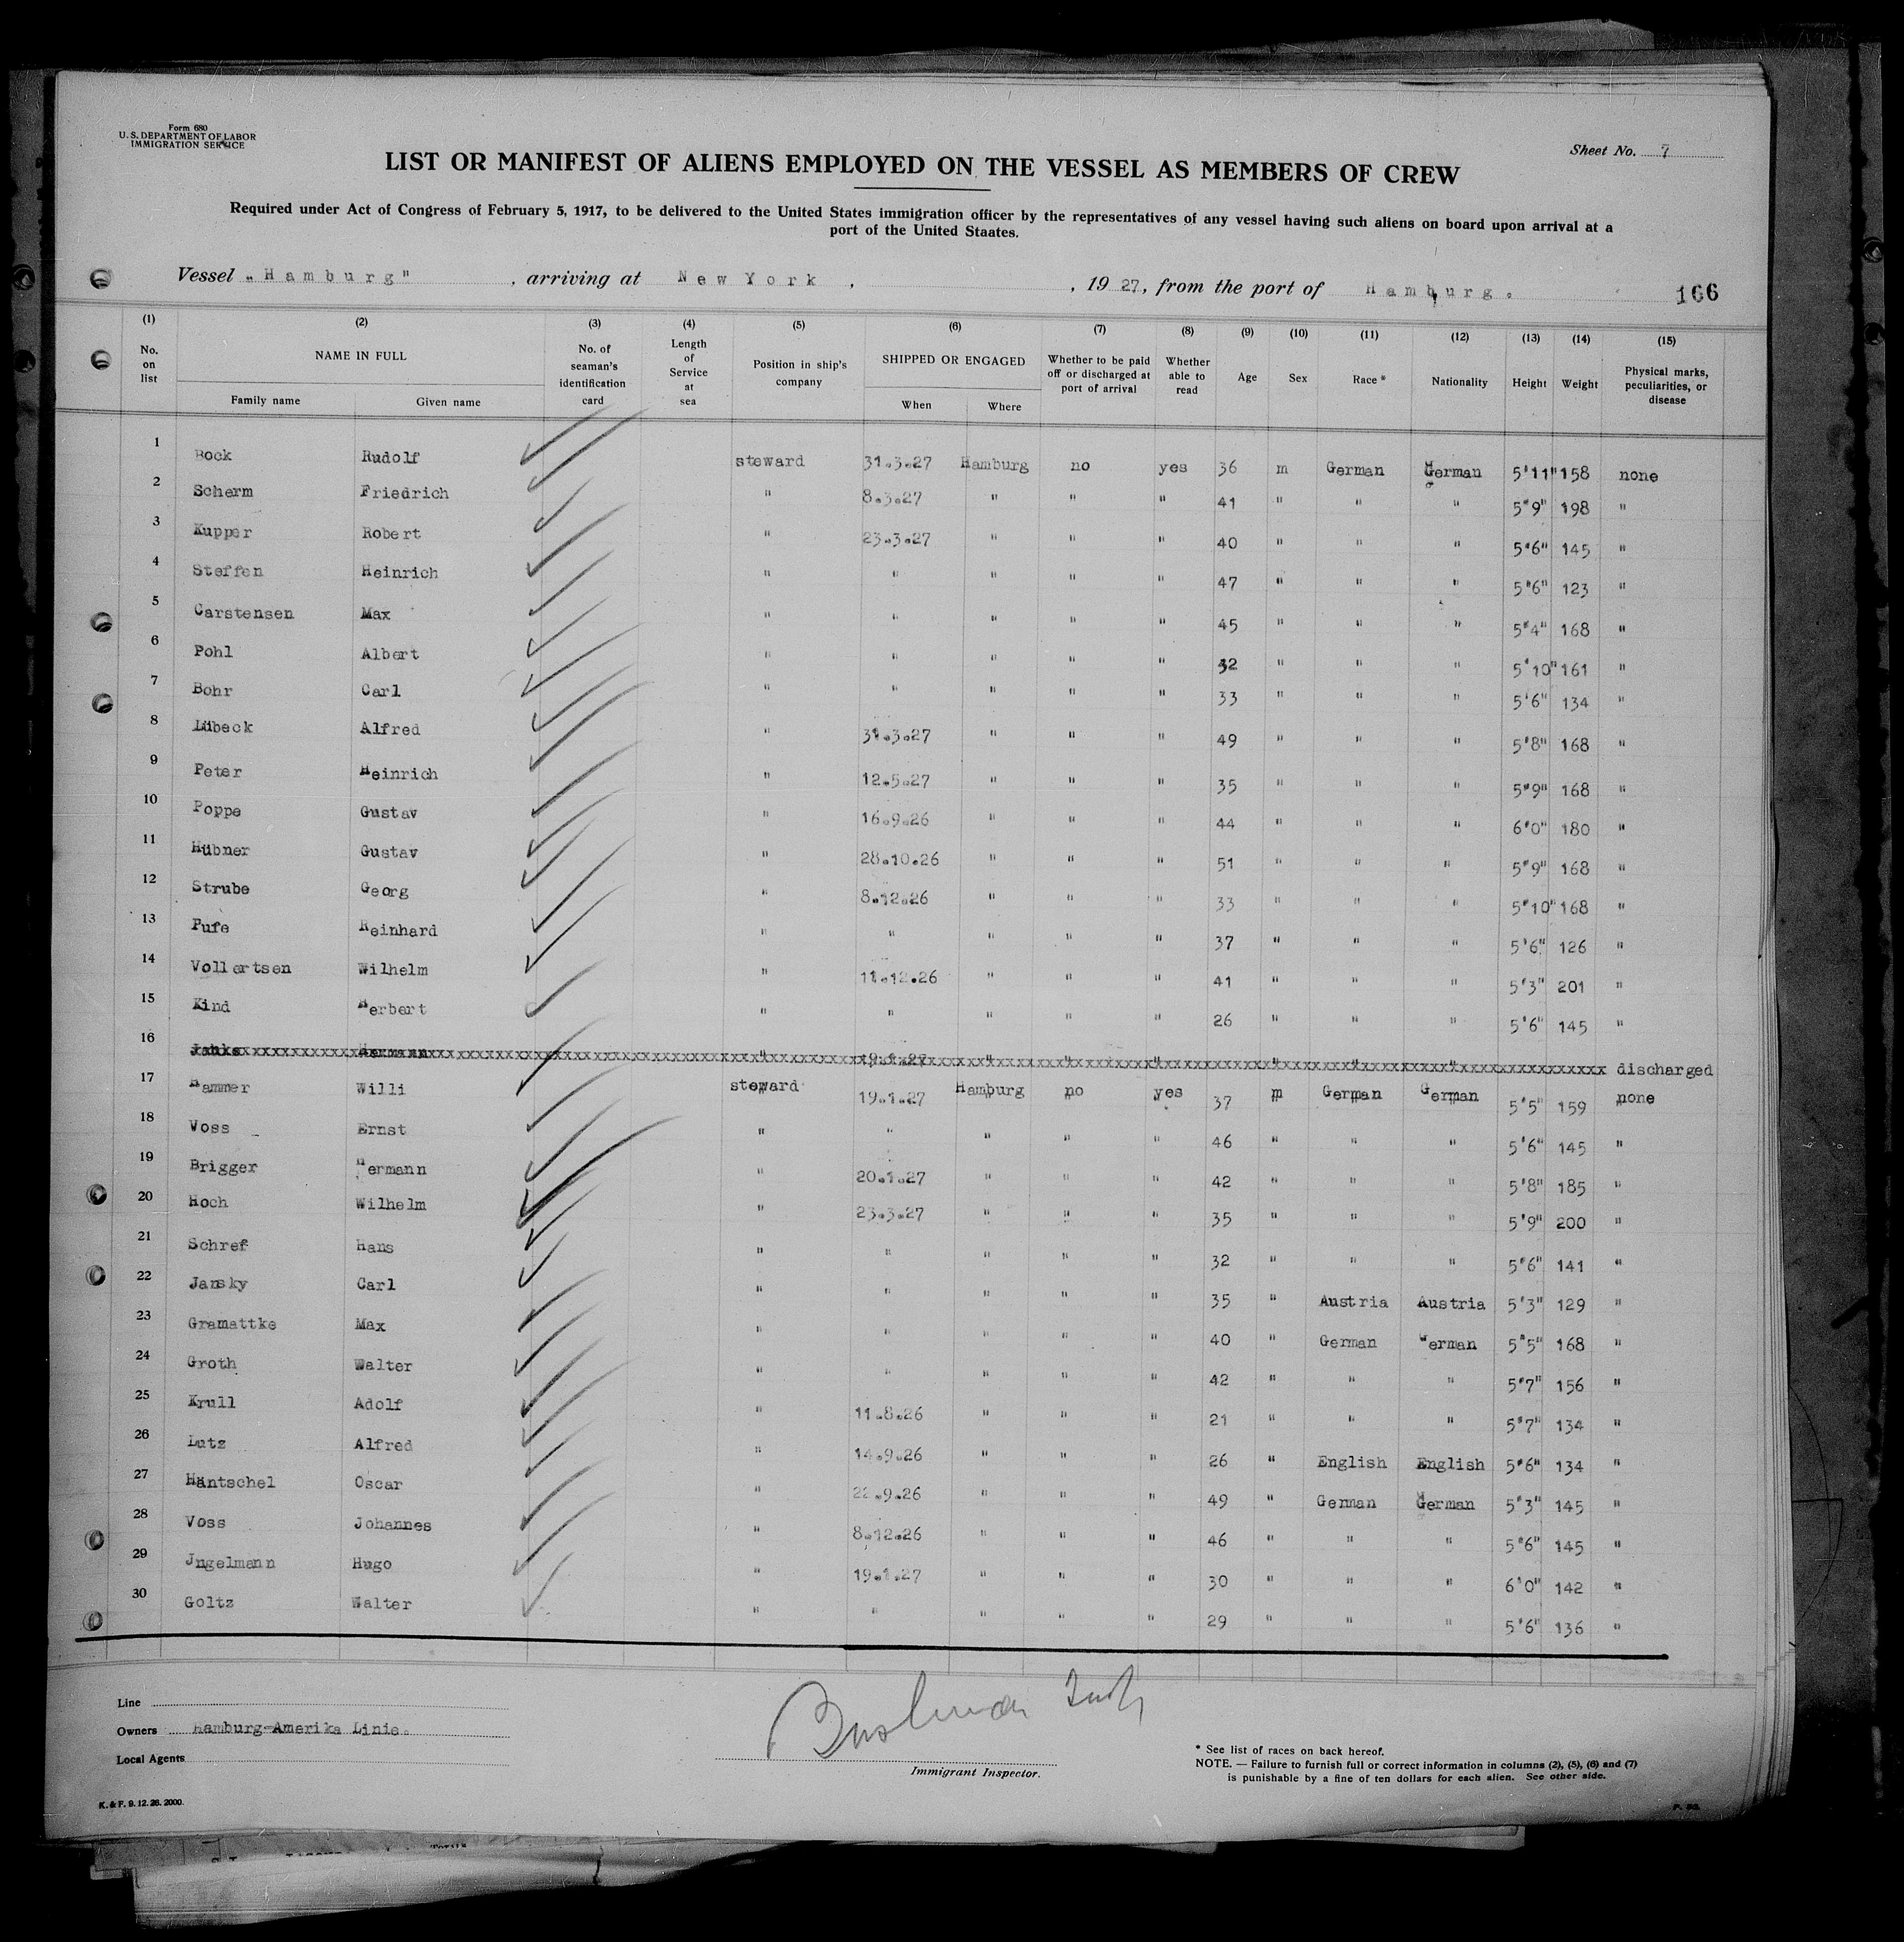 Form 680
U. S. DEPARTMENT OF LABOR
IMMIGRATION SERVICE
Sheet No. 7
LIST OR MANIFEST OF ALIENS EMPLOYED ON THE VESSEL AS MEMBERS OF CREW
Required under Act of Congress of February 5, 1917, to be delivered to the United States immigration officer by the representatives of any vessel having such aliens on board upon arrival at a
port of the United Staates.
Vessel „Hamburg" , arriving at New York , , 1927, from the port of Hamburg. 166
(1) (2) (3) (4) (5) (6) (7) (8) (9) (10) (11) (12) (13) (14) (15)
No. on list NAME IN FULL Family name Given name No. of seaman's identification card Length of Service at sea Position in ship's company SHIPPED OR ENGAGED When Where Whether to be paid off or discharged at port of arrival Whether able to read Age Sex Race * Nationality Height Weight Physical marks, peculiarities, or disease
1 Bock Rudolf steward 31.3.27 Hamburg no yes 36 m German German 5'11" 158 none
2 Scherm Friedrich " 8.3.27 " " " 41 " " " 5'9" 198 "
3 Kupper Robert " 23.3.27 " " " 40 " " " 5'6" 145 "
4 Steffen Heinrich " " " " " 47 " " " 5'6" 123 "
5 Carstensen Max " " " " " 45 " " " 5'4" 168 "
6 Pohl Albert " " " " " 32 " " " 5'10" 161 "
7 Bohr Carl " " " " " 33 " " " 5'6" 134 "
8 Lübeck Alfred " 31.3.27 " " " 49 " " " 5'8" 168 "
9 Peter Heinrich " 12.5.27 " " " 35 " " " 5'9" 168 "
10 Poppe Gustav " 16.9.26 " " " 44 " " " 6'0" 180 "
11 Hübner Gustav " 28.10.26 " " " 51 " " " 5'9" 168 "
12 Strube Georg " 8.12.26 " " " 33 " " " 5'10" 168 "
13 Pufe Reinhard " " " " " 37 " " " 5'6" 126 "
14 Vollertsen Wilhelm " 11.12.26 " " " 41 " " " 5'3" 201 "
15 Kind Herbert " " " " " 26 " " " 5'6" 145 "
16 " " " " " " " discharged
17 Hammer Willi steward 19.1.27 Hamburg no yes 37 m German German 5'5" 159 none
18 Voss Ernst " " " " " 46 " " " 5'6" 145 "
19 Brigger Hermann " 20.1.27 " " " 42 " " " 5'8" 185 "
20 Hoch Wilhelm " 23.3.27 " " " 35 " " " 5'9" 200 "
21 Schref Hans " " " " " 32 " " " 5'6" 141 "
22 Jansky Carl " " " " " 35 " Austria Austria 5'3" 129 "
23 Gramattke Max " " " " " 40 " German German 5'5" 168 "
24 Groth Walter " " " " " 42 " " " 5'7" 156 "
25 Krull Adolf " 11.8.26 " " " 21 " " " 5'7" 134 "
26 Lutz Alfred " 14.9.26 " " " 26 " English English 5'6" 134 "
27 Häntschel Oscar " 22.9.26 " " " 49 " German German 5'3" 145 "
28 Voss Johannes " 8.12.26 " " " 46 " " " 5'6" 145 "
29 Jngelmann Hugo " 19.1.27 " " " 30 " " " 6'0" 142 "
30 Goltz Walter " " " " " 29 " " " 5'6" 136 "
Line
Owners Hamburg-Amerika Linie.
Local Agents
Immigrant Inspector.
* See list of races on back hereof.
NOTE. — Failure to furnish full or correct information in columns (2), (5), (6) and (7)
is punishable by a fine of ten dollars for each alien. See other side.
K. & F. 9. 12. 26. 2000.